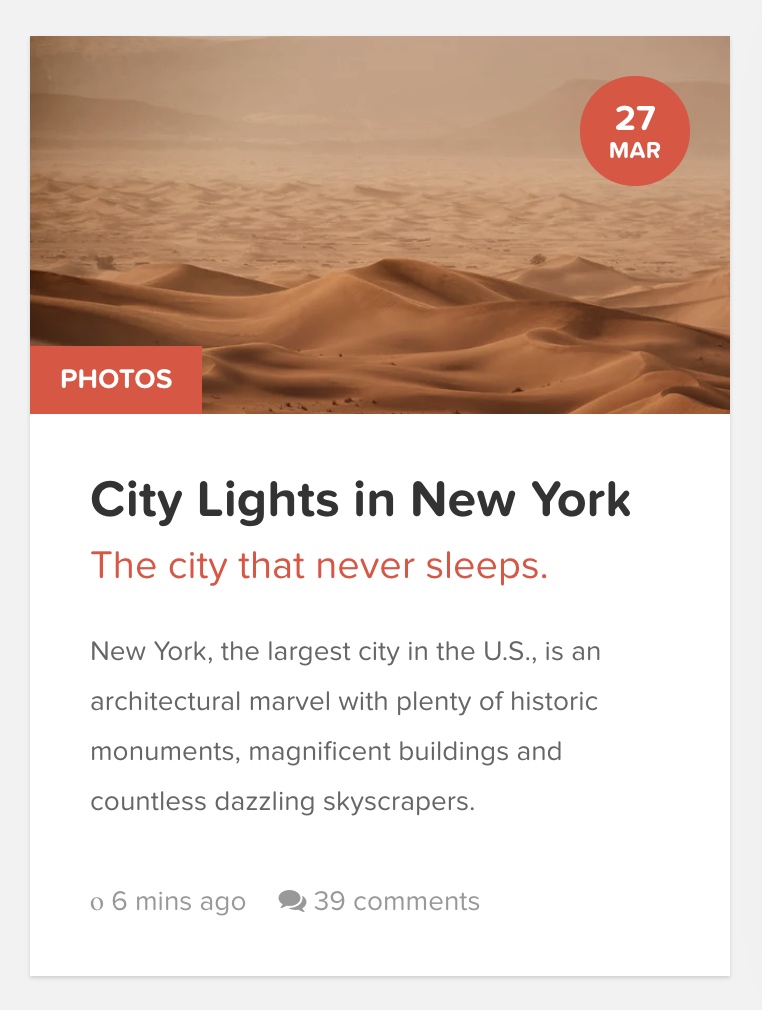 27
MAR
PHOTOS
City Lights in New York
The city that never sleeps.
New York, the largest city in the U.S., is an
architectural marvel with plenty of historic
monuments, magnificent buildings and
countless dazzling skyscrapers.
o 6 mins ago 39 comments